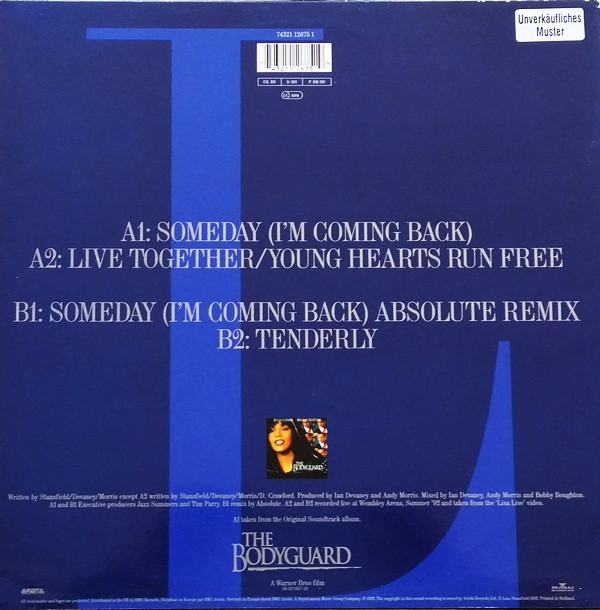 Unverkäufliches
Muster
74321 12675 1
A1: SOMEDAY (I'M COMING BACK)
A2: LIVE TOGETHER/YOUNG HEARTS RUN FREE
B1: SOMEDAY (I'M COMING BACK) ABSOLUTE REMIX
B2: TENDERLY
THE
BODYGUARD
Written by Stansfield/Devaney/Morris except A2 written by Stansfield/Devaney/Morris/D. Crawford. Produced by Ian Devaney and Andy Morris. Mixed by Ian Devaney, Andy Morris and Bobby Boughton.
A1 and B1 Executive producers Jazz Summers and Tim Parry. B1 remix by Absolute. A2 and B2 recorded live at Wembley Arena, Summer '92 and taken from the 'Lisa Live' video.
A1 taken from the Original Soundtrack album.
THE
BODYGUARD
A Warner Bros film
ARISTA
BMG